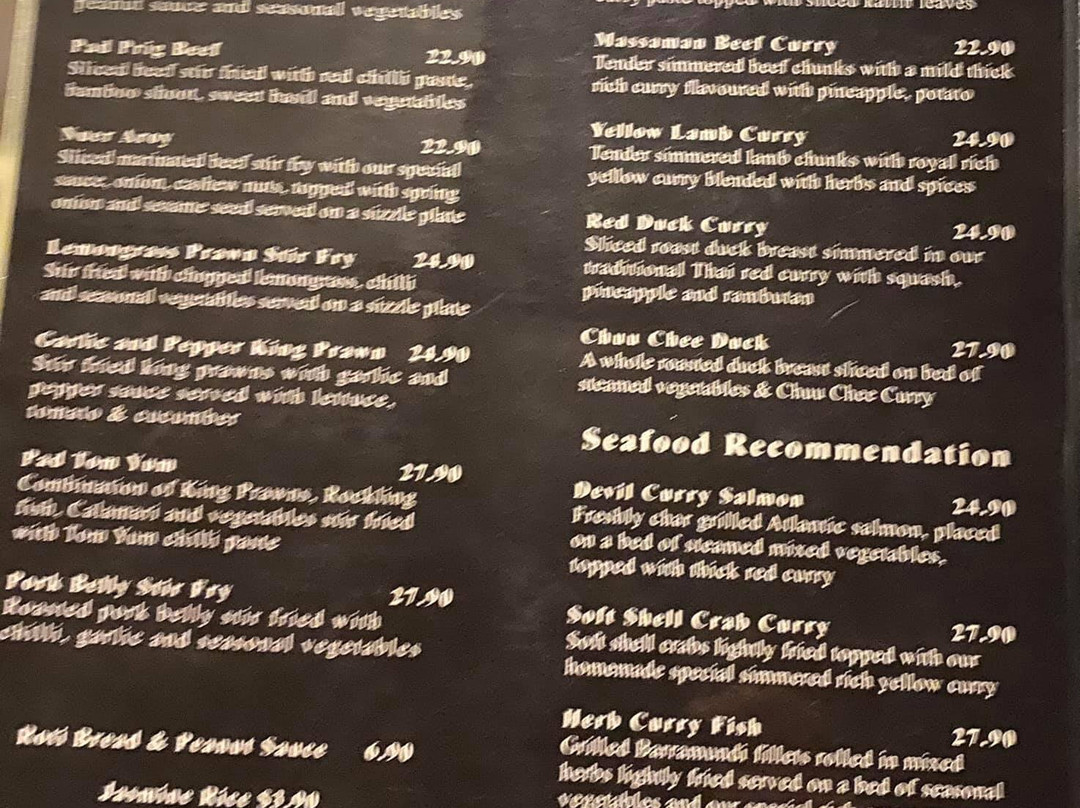 peanut sauce and seasonal vegetables
Pad Prig Beef 22.90
Sliced beef stir fried with red chilli paste,
bamboo shoot, sweet basil and vegetables
Nuer Aroy 22.90
Sliced marinated beef stir fry with our special
sauce, onion, cashew nuts, topped with spring
onion and sesame seed served on a sizzle plate
Lemongrass Prawn Stir Fry 24.90
Stir fried with chopped lemongrass, chilli
and seasonal vegetables served on a sizzle plate
Garlic and Pepper King Prawn 24.90
Stir fried king prawns with garlic and
pepper sauce served with lettuce,
tomato & cucumber
Pad Tom Yum 27.90
Combination of King Prawns, Rockling
fish, Calamari and vegetables stir fried
with Tom Yum chilli paste
Pork Belly Stir Fry 27.90
Roasted pork belly stir fried with
chilli, garlic and seasonal vegetables
Roti Bread & Peanut Sauce 6.90
Jasmine Rice $3.90
curry paste topped with sliced kaffir leaves
Massaman Beef Curry 22.90
Tender simmered beef chunks with a mild thick
rich curry flavoured with pineapple, potato
Yellow Lamb Curry 24.90
Tender simmered lamb chunks with royal rich
yellow curry blended with herbs and spices
Red Duck Curry 24.90
Sliced roast duck breast simmered in our
traditional Thai red curry with squash,
pineapple and rambutan
Chuu Chee Duck 27.90
A whole roasted duck breast sliced on bed of
steamed vegetables & Chuu Chee Curry
Seafood Recommendation
Devil Curry Salmon 24.90
Freshly char grilled Atlantic salmon, placed
on a bed of steamed mixed vegetables,
topped with thick red curry
Soft Shell Crab Curry 27.90
Soft shell crabs lightly fried topped with our
homemade special simmered rich yellow curry
Herb Curry Fish 27.90
Grilled Barramundi fillets rolled in mixed
herbs lightly fried served on a bed of seasonal
vegetables and our special